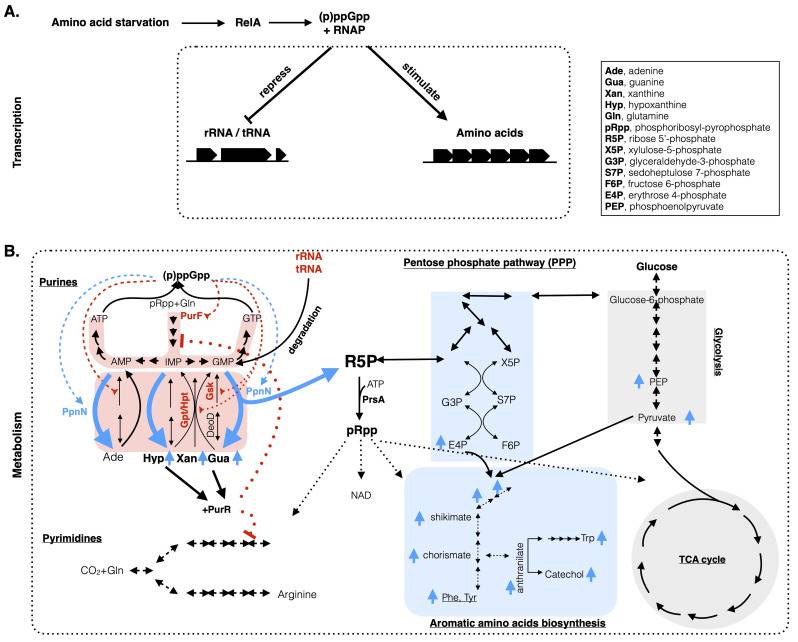 A.
Amino acid starvation
RelA
(p)ppGpp
+ RNAP
repress
stimulate
rRNA / tRNA
Amino acids
Transcription
Ade, adenine
Gua, guanine
Xan, xanthine
Hyp, hypoxanthine
Gln, glutamine
pRpp, phosphoribosyl-pyrophosphate
R5P, ribose 5'-phosphate
X5P, xylulose-5-phosphate
G3P, glyceraldehyde-3-phosphate
S7P, sedoheptulose 7-phosphate
F6P, fructose 6-phosphate
E4P, erythrose 4-phosphate
PEP, phosphoenolpyruvate
B.
Metabolism
Purines
(p)ppGpp
pRpp+Gln
PurF
ATP
GTP
AMP
IMP
GMP
PpnN
PpnN
Gpt/Hpt
Gsk
DeoD
Ade
Hyp
Xan
Gua
+PurR
rRNA
tRNA
degradation
Pyrimidines
CO2+Gln
Arginine
R5P
ATP
PrsA
pRpp
NAD
Pentose phosphate pathway (PPP)
X5P
G3P
S7P
E4P
F6P
Glucose
Glucose-6-phosphate
Glycolysis
PEP
Pyruvate
TCA cycle
shikimate
chorismate
Phe, Tyr
anthranilate
Trp
Catechol
Aromatic amino acids biosynthesis